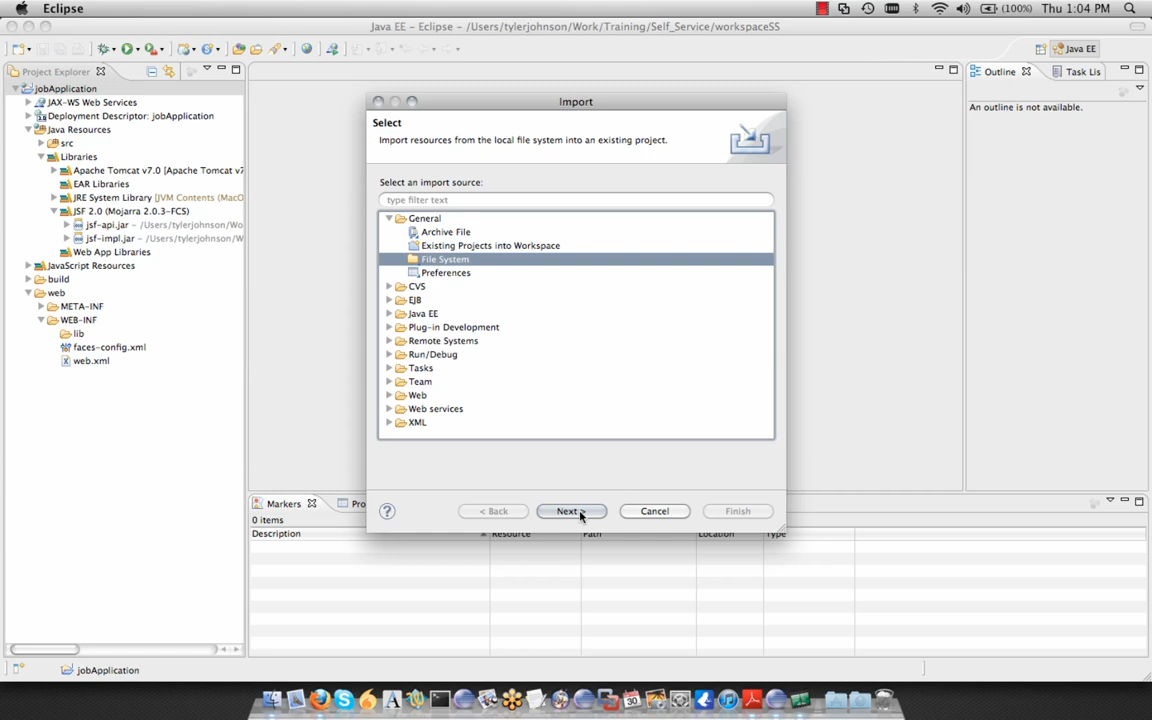 Eclipse
(100%) Thu 1:04 PM
Java EE - Eclipse - /Users/tylerjohnson/Work/Training/Self_Service/workspaceSS
Java EE
Project Explorer
jobApplication
JAX-WS Web Services
Deployment Descriptor: jobApplication
Java Resources
src
Libraries
Apache Tomcat v7.0 [Apache Tomcat v7
EAR Libraries
JRE System Library [JVM Contents (MacO
JSF 2.0 (Mojarra 2.0.3-FCS)
jsf-api.jar - /Users/tylerjohnson/Wo
jsf-impl.jar - /Users/tylerjohnson/W
Web App Libraries
JavaScript Resources
build
web
META-INF
WEB-INF
lib
faces-config.xml
web.xml
Import
Select
Import resources from the local file system into an existing project.
Select an import source:
type filter text
General
Archive File
Existing Projects into Workspace
File System
Preferences
CVS
EJB
Java EE
Plug-in Development
Remote Systems
Run/Debug
Tasks
Team
Web
Web services
XML
?
< Back
Next >
Cancel
Finish
Outline
Task Lis
An outline is not available.
Markers
Pro
0 items
Description
Resource
Path
Location
Type
jobApplication